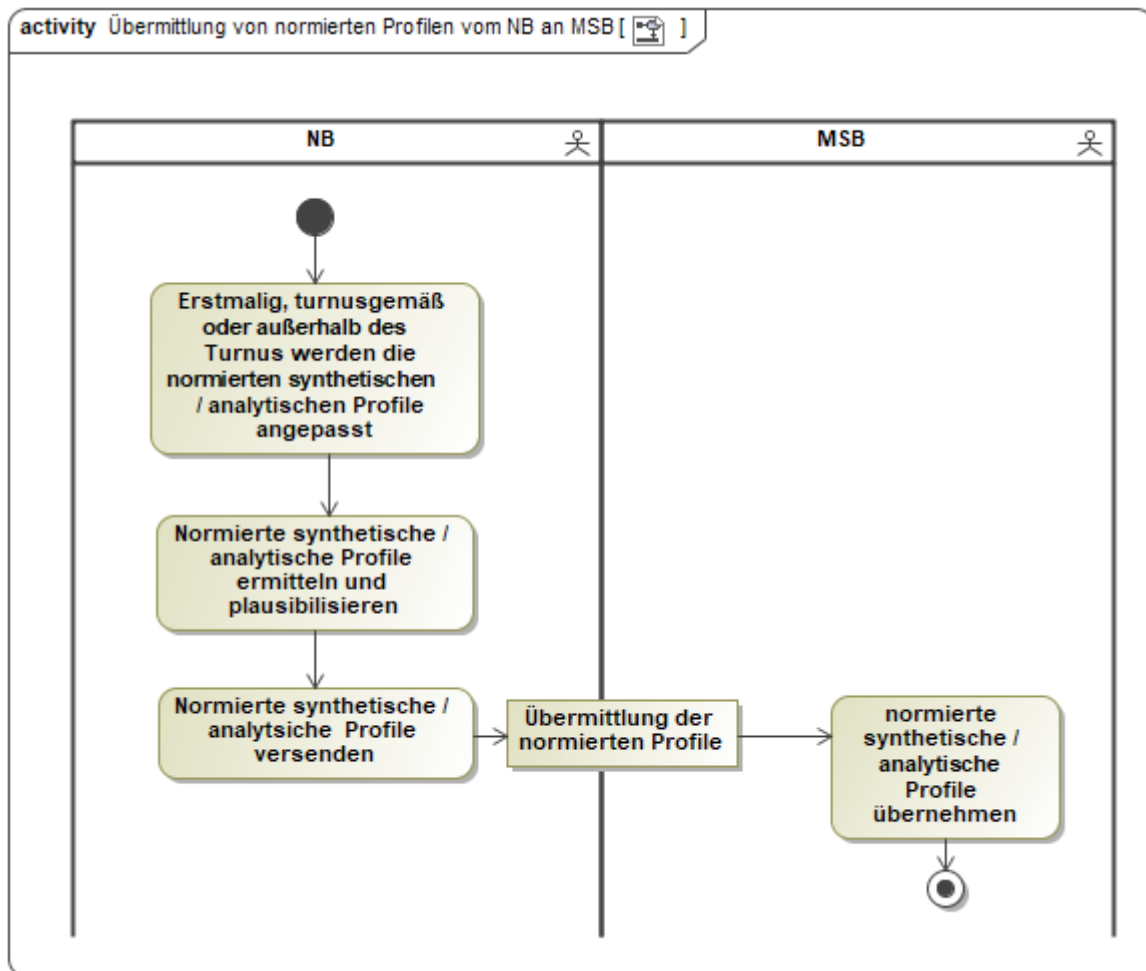 activity Übermittlung von normierten Profilen vom NB an MSB [ ]
NB
MSB
Erstmalig, turnusgemäß
oder außerhalb des
Turnus werden die
normierten synthetischen
/ analytischen Profile
angepasst
Normierte synthetische /
analytische Profile
ermitteln und
plausibilisieren
Normierte synthetische /
analytsiche Profile
versenden
Übermittlung der
normierten Profile
normierte
synthetische /
analytische
Profile
übernehmen